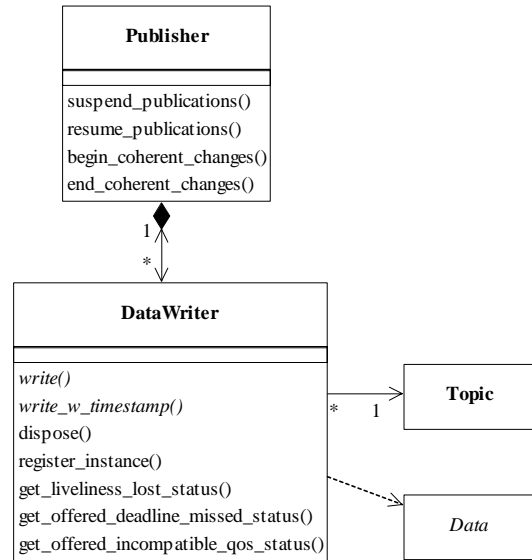 Publisher
suspend_publications()
resume_publications()
begin_coherent_changes()
end_coherent_changes()
1
*
DataWriter
write()
write_w_timestamp()
dispose()
register_instance()
get_liveliness_lost_status()
get_offered_deadline_missed_status()
get_offered_incompatible_qos_status()
* 1
Topic
Data